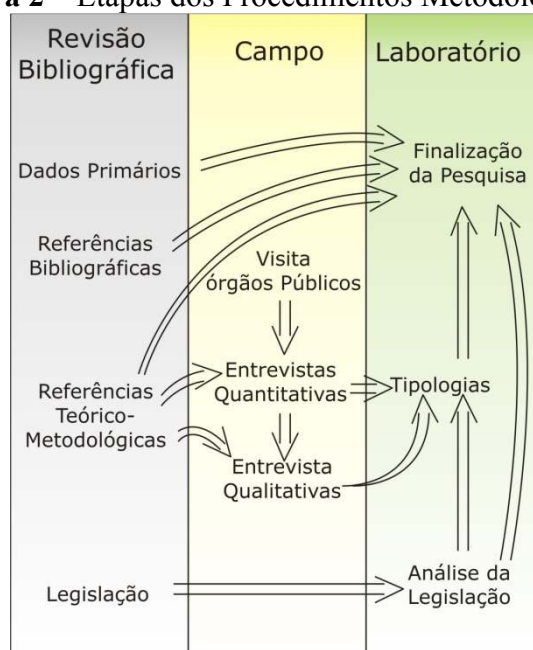 a 2 – Etapas dos Procedimentos
Revisão
Bibliográfica
Campo
Laboratório
Dados Primários
Referências
Bibliográficas
Referências
Teórico-
Metodológicas
Legislação
Visita
órgãos Públicos
Entrevistas
Quantitativas
Entrevista
Qualitativas
Finalização
da Pesquisa
Tipologias
Análise da
Legislação